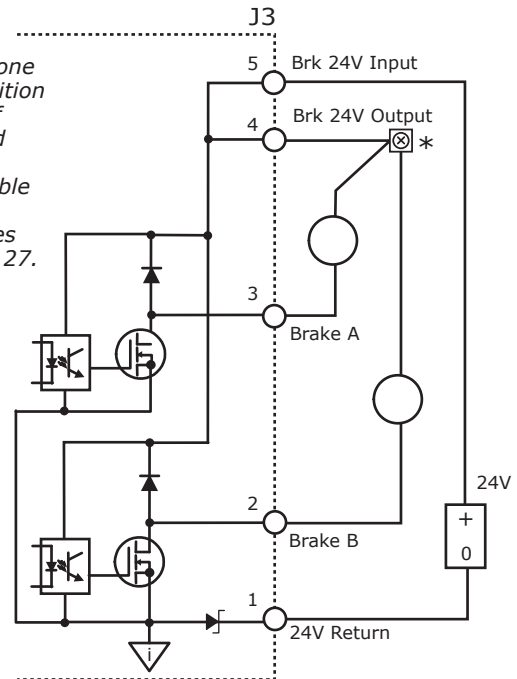 J3
one
ition
f
d
ble
es
27.
5 Brk 24V Input
4 Brk 24V Output
*
3
Brake A
2
Brake B
24V
+
0
1
24V Return
i